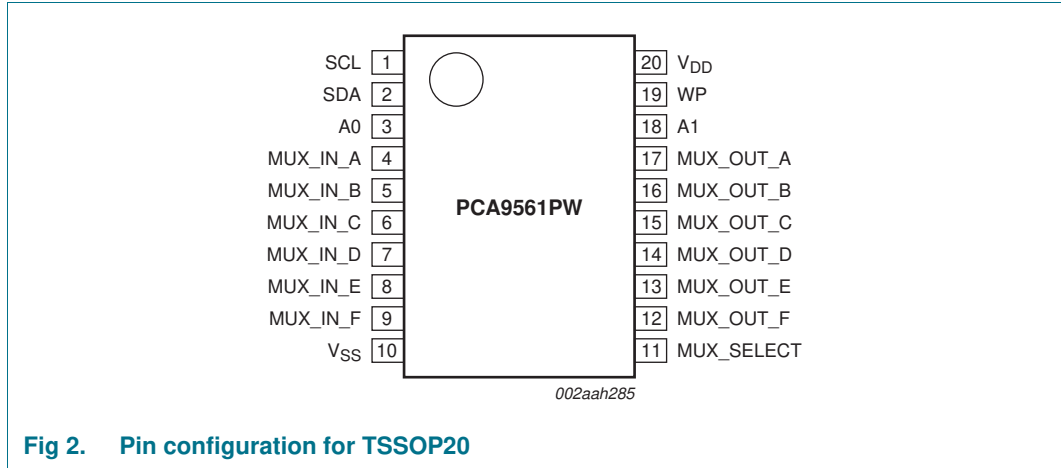 SCL 1 20 VDD
SDA 2 19 WP
A0 3 18 A1
MUX_IN_A 4 17 MUX_OUT_A
MUX_IN_B 5 16 MUX_OUT_B
PCA9561PW
MUX_IN_C 6 15 MUX_OUT_C
MUX_IN_D 7 14 MUX_OUT_D
MUX_IN_E 8 13 MUX_OUT_E
MUX_IN_F 9 12 MUX_OUT_F
VSS 10 11 MUX_SELECT
002aah285
Fig 2. Pin configuration for TSSOP20